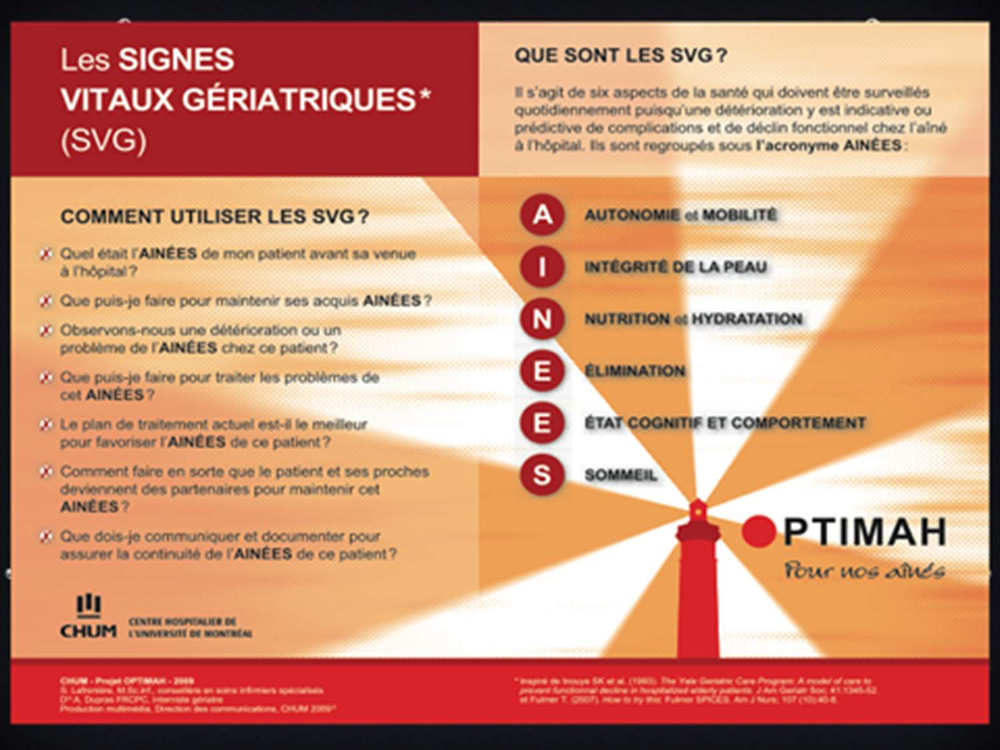 Les SIGNES
VITAUX GÉRIATRIQUES*
(SVG)
COMMENT UTILISER LES SVG ?
Quel était l'AINÉES de mon patient avant sa venue
à l'hôpital ?
Que puis-je faire pour maintenir ses acquis AINÉES ?
Observons-nous une détérioration ou un
problème de l'AINÉES chez ce patient ?
Que puis-je faire pour traiter les problèmes de
cet AINÉES ?
Le plan de traitement actuel est-il le meilleur
pour favoriser l'AINÉES de ce patient ?
Comment faire en sorte que le patient et ses proches
deviennent des partenaires pour maintenir cet
AINÉES ?
Que dois-je communiquer et documenter pour
assurer la continuité de l'AINÉES de ce patient ?
CHUM
CENTRE HOSPITALIER DE
L'UNIVERSITÉ DE MONTRÉAL
QUE SONT LES SVG ?
Il s'agit de six aspects de la santé qui doivent être surveillés
quotidiennement puisqu'une détérioration y est indicative ou
prédictive de complications et de déclin fonctionnel chez l'aîné
à l'hôpital. Ils sont regroupés sous l'acronyme AINÉES :
A AUTONOMIE et MOBILITÉ
I INTÉGRITÉ DE LA PEAU
N NUTRITION et HYDRATATION
E ÉLIMINATION
E ÉTAT COGNITIF ET COMPORTEMENT
S SOMMEIL
OPTIMAH
Pour nos aînés
CHUM - Projet OPTIMAH - 2009
S. Lafrenière, M.Sc.inf., conseillère en soins infirmiers spécialisés
A. Dupras FRCPC, interniste gériatre
Production multimédia, Direction des communications, CHUM 2009
* Inspiré de Inouye SK et al. (1993). The Yale Geriatric Care Program: A model of care to
prevent functional decline in hospitalized elderly patients. J Am Geriatr Soc; 41:1345-52.
et Fulmer T. (2007). How to try this: Fulmer SPICES. Am J Nurs; 107 (10):40-8.